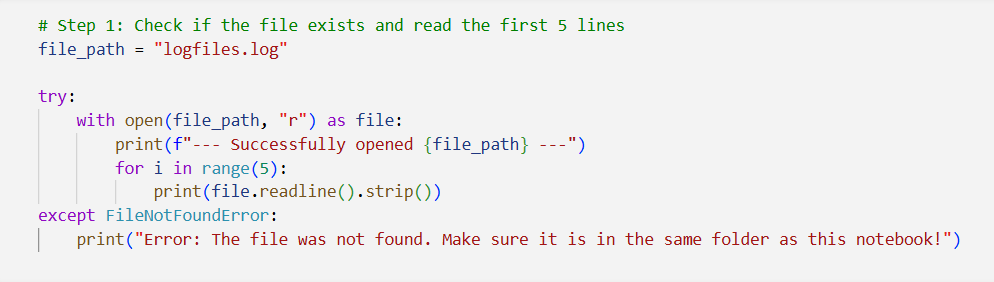 # Step 1: Check if the file exists and read the first 5 lines
file_path = "logfiles.log"

try:
    with open(file_path, "r") as file:
        print(f"--- Successfully opened {file_path} ---")
        for i in range(5):
            print(file.readline().strip())
except FileNotFoundError:
    print("Error: The file was not found. Make sure it is in the same folder as this notebook!")